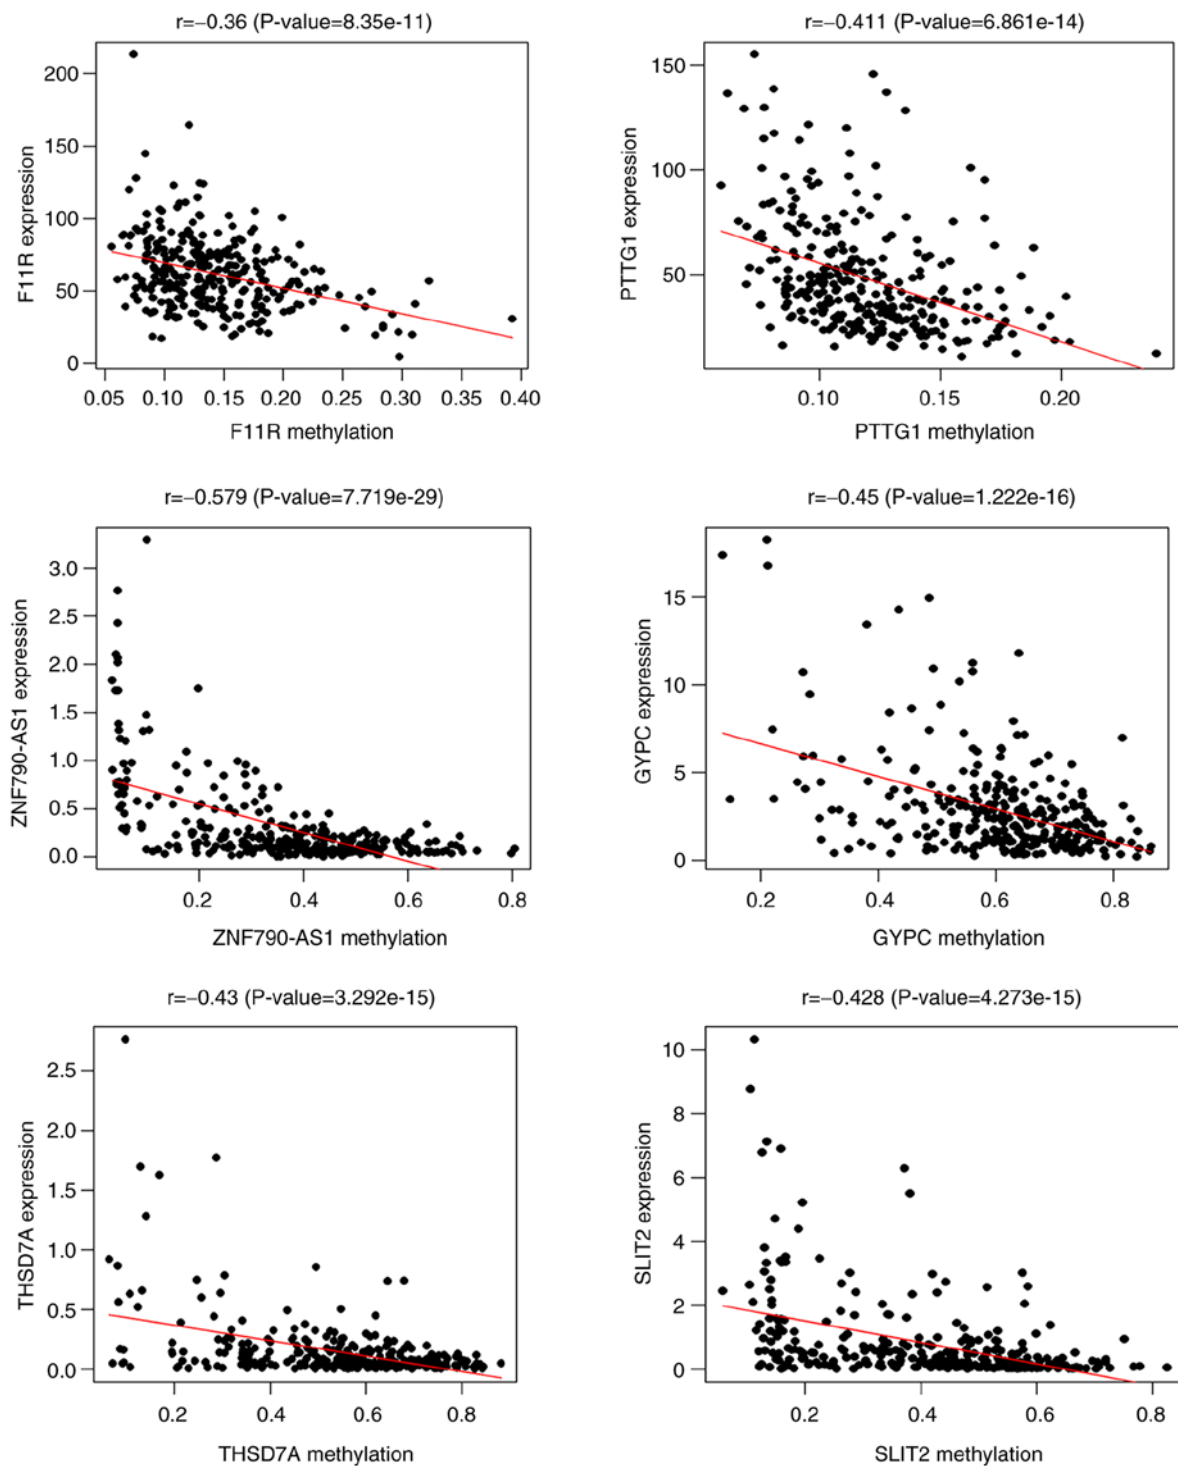 r=−0.36 (P-value=8.35e-11)
F11R expression
200
150
100
50
0
0.05 0.10 0.15 0.20 0.25 0.30 0.35 0.40
F11R methylation
r=−0.411 (P-value=6.861e-14)
PTTG1 expression
150
100
50
0.10 0.15 0.20
PTTG1 methylation
r=−0.579 (P-value=7.719e-29)
ZNF790-AS1 expression
3.0
2.5
2.0
1.5
1.0
0.5
0.0
0.2 0.4 0.6 0.8
ZNF790-AS1 methylation
r=−0.45 (P-value=1.222e-16)
GYPC expression
15
10
5
0
0.2 0.4 0.6 0.8
GYPC methylation
r=−0.43 (P-value=3.292e-15)
THSD7A expression
2.5
2.0
1.5
1.0
0.5
0.0
0.2 0.4 0.6 0.8
THSD7A methylation
r=−0.428 (P-value=4.273e-15)
SLIT2 expression
10
8
6
4
2
0
0.2 0.4 0.6 0.8
SLIT2 methylation